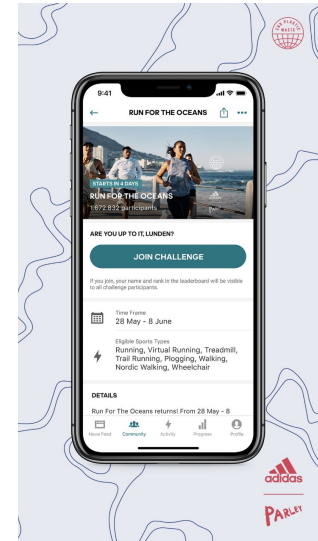 END PLASTIC
WASTE
9:41
RUN FOR THE OCEANS
STARTS IN 4 DAYS
RUN FOR THE OCEANS
1.672.832 participants
adidas
ARE YOU UP TO IT, LUNDEN?
JOIN CHALLENGE
If you join, your name and rank in the leaderboard will be visible
to all challenge participants.
Time Frame
28 May - 8 June
Eligible Sports Types
Running, Virtual Running, Treadmill,
Trail Running, Plogging, Walking,
Nordic Walking, Wheelchair
DETAILS
Run For The Oceans returns! From 28 May - 8
News Feed
Community
Activity
Progress
Profile
adidas
PARLEY